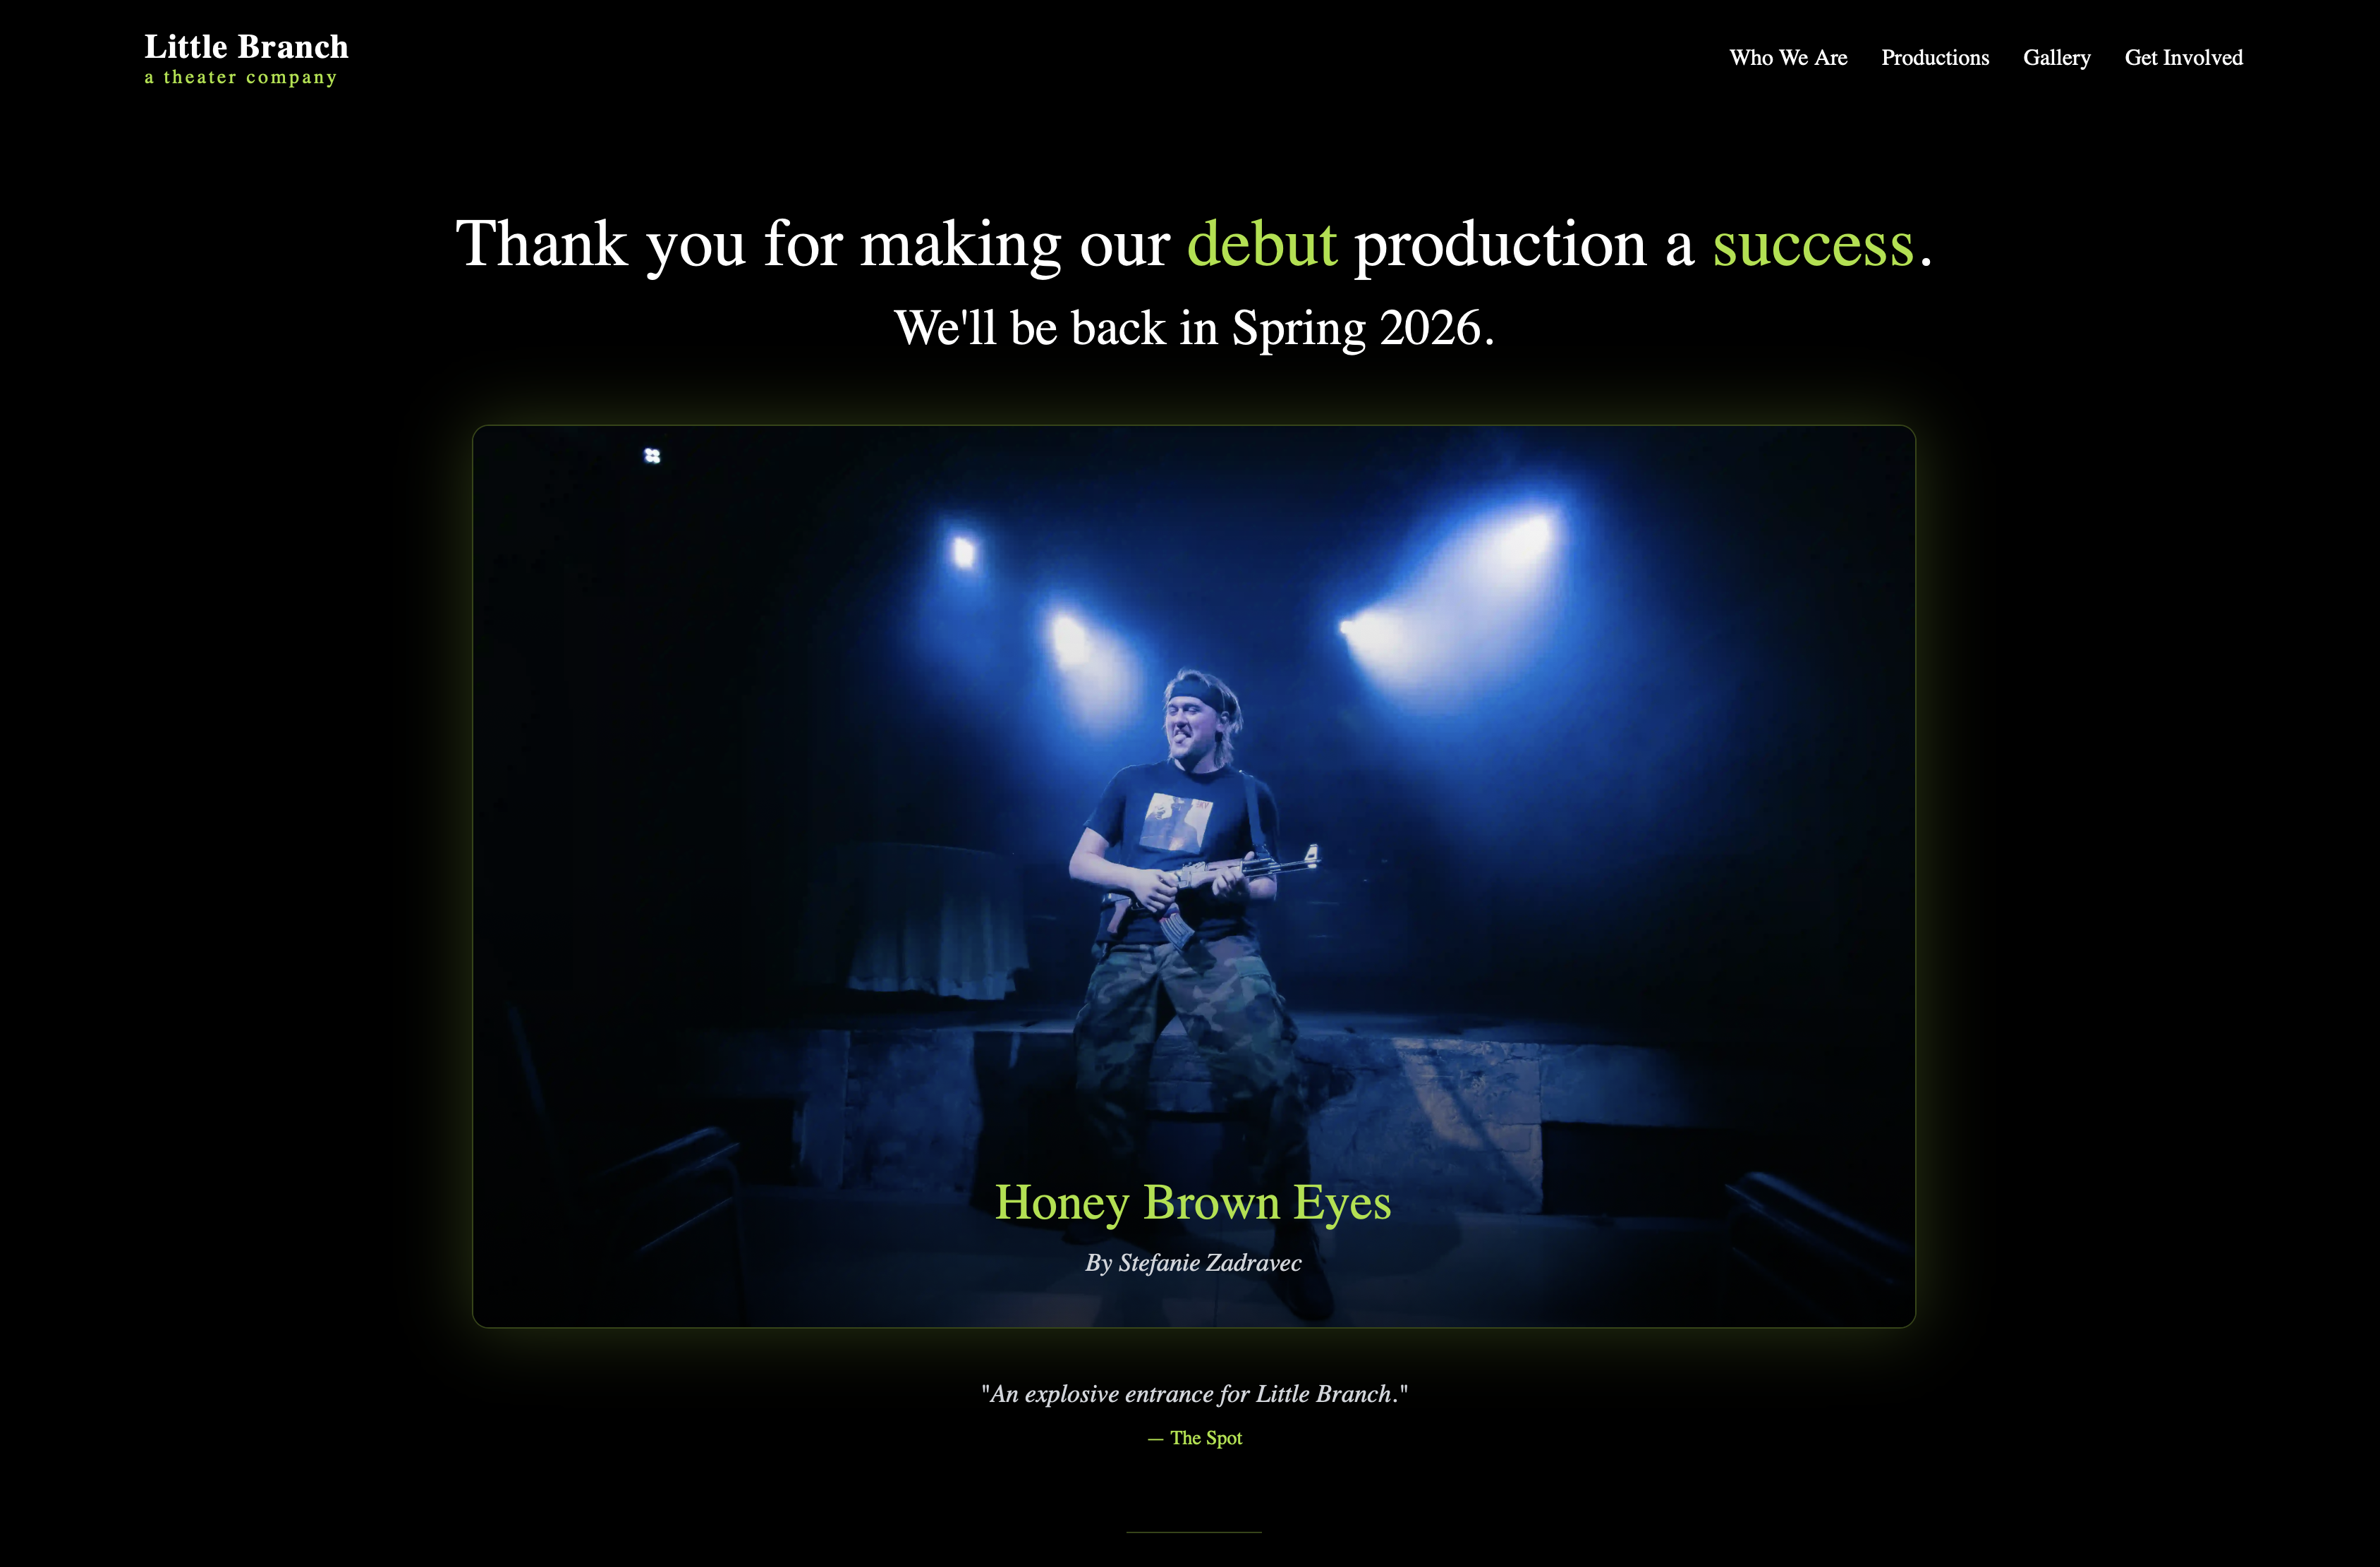 Little Branch
a theater company
Who We Are Productions Gallery Get Involved
Thank you for making our debut production a success.
We'll be back in Spring 2026.
Honey Brown Eyes
By Stefanie Zadravec
"An explosive entrance for Little Branch."
— The Spot